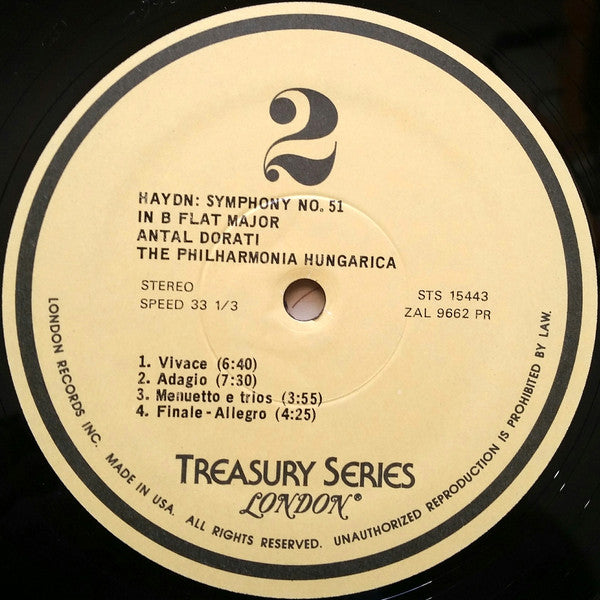 2
HAYDN: SYMPHONY NO. 51
IN B FLAT MAJOR
ANTAL DORATI
THE PHILHARMONIA HUNGARICA
STEREO
SPEED 33 1/3
STS 15443
ZAL 9662 PR
1. Vivace (6:40)
2. Adagio (7:30)
3. Menuetto e trios (3:55)
4. Finale-Allegro (4:25)
TREASURY SERIES
LONDON®
LONDON RECORDS INC. MADE IN USA. ALL RIGHTS RESERVED. UNAUTHORIZED REPRODUCTION IS PROHIBITED BY LAW.